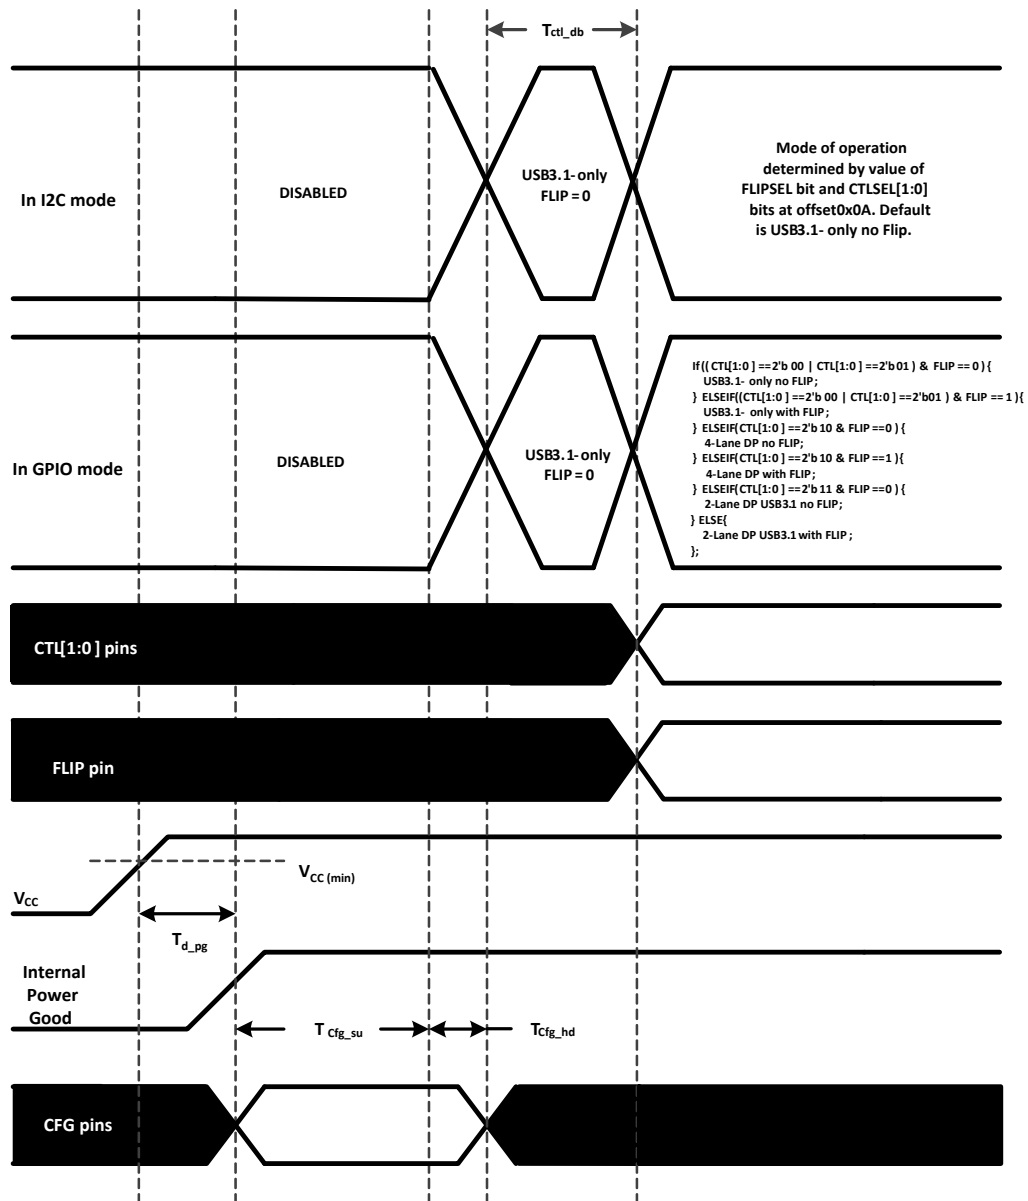 Tctl_db
In I2C mode
DISABLED
USB3.1- only
FLIP = 0
Mode of operation
determined by value of
FLIPSEL bit and CTLSEL[1:0]
bits at offset0x0A. Default
is USB3.1- only no Flip.
In GPIO mode
DISABLED
USB3.1- only
FLIP = 0
If(( CTL[1:0 ] ==2'b 00 | CTL[1:0 ] ==2'b 01 ) & FLIP == 0 ) {
USB3.1- only no FLIP ;
} ELSEIF((CTL[1:0 ] ==2'b 00 | CTL[1:0 ] ==2'b01 ) & FLIP == 1 ){
USB3.1- only with FLIP ;
} ELSEIF( CTL[1:0 ] ==2'b 10 & FLIP ==0 ) {
4-Lane DP no FLIP;
} ELSEIF( CTL[1:0 ] ==2'b 10 & FLIP ==1 ){
4-Lane DP with FLIP;
} ELSEIF( CTL[1:0 ] ==2'b 11 & FLIP ==0 ) {
2-Lane DP USB3.1 no FLIP ;
} ELSE{
2-Lane DP USB3.1 with FLIP ;
};
CTL[1:0 ] pins
FLIP pin
VCC
VCC (min)
Td_pg
Internal
Power
Good
TCfg_su
TCfg_hd
CFG pins